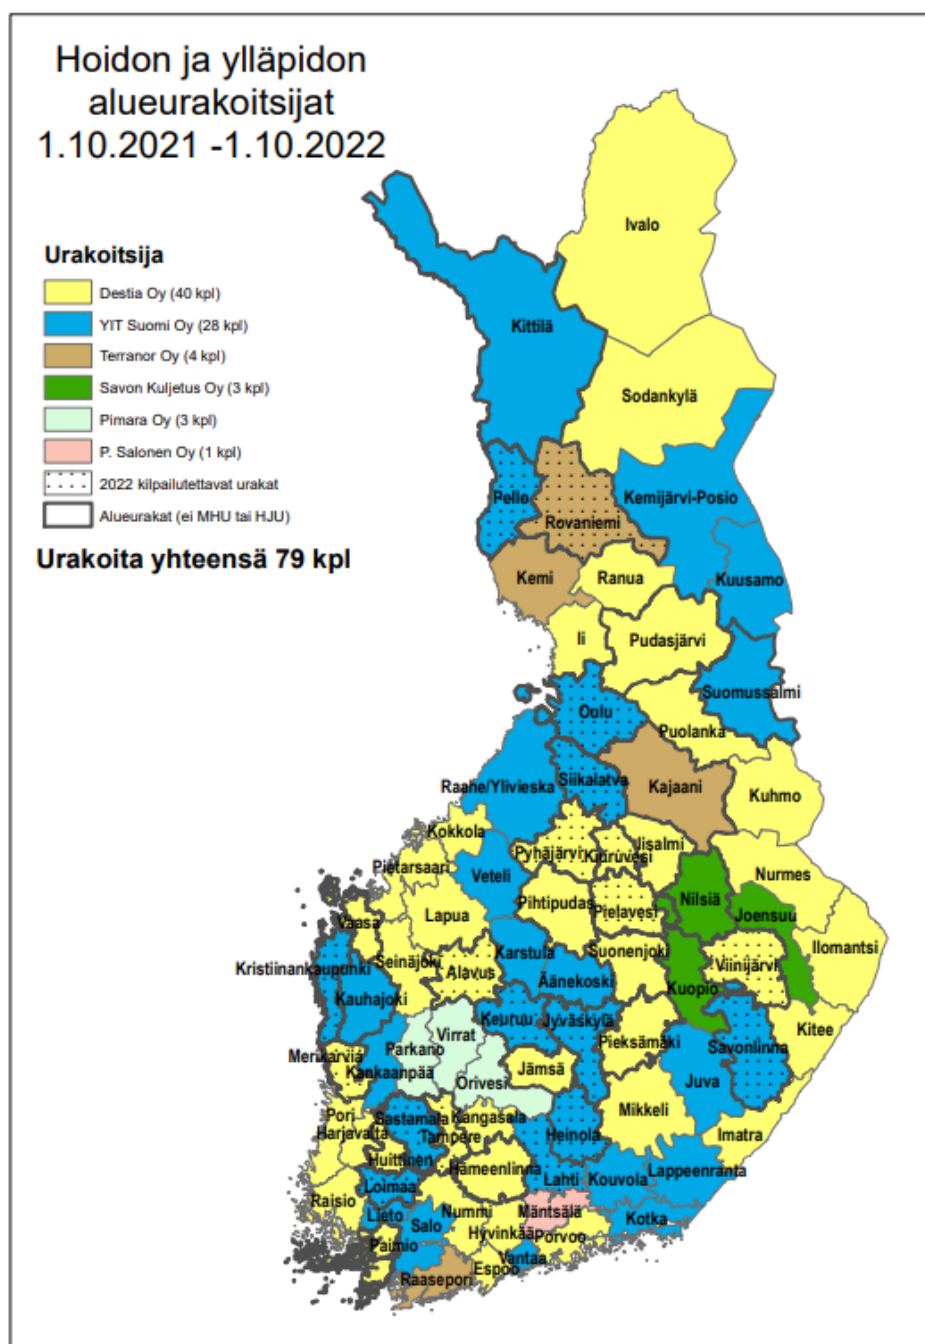 Hoidon ja ylläpidon
alueurakoitsijat
1.10.2021 -1.10.2022
Urakoitsija
Destia Oy (40 kpl)
YIT Suomi Oy (28 kpl)
Terranor Oy (4 kpl)
Savon Kuljetus Oy (3 kpl)
Pimara Oy (3 kpl)
P. Salonen Oy (1 kpl)
2022 kilpailutettavat urakat
Alueurakat (ei MHU tai HJU)
Urakoita yhteensä 79 kpl
Ivalo
Kittilä
Sodankylä
Pello
Kemijärvi-Posio
Rovaniemi
Kemi
Ranua
Kuusamo
Ii
Pudasjärvi
Suomussalmi
Oulu
Puolanka
Siikalatva
Raahe/Ylivieska
Kajaani
Kuhmo
Kokkola
Iisalmi
Pyhäjärvi
Kiuruvesi
Pietarsaari
Veteli
Nurmes
Nilsiä
Pihtipudas
Pielavesi
Lapua
Joensuu
Vaasa
Ilomantsi
Karstula
Suonenjoki
Seinäjoki
Viinijärvi
Kristiinankaupunki
Alavus
Äänekoski
Kuopio
Kauhajoki
Keuruu
Jyväskylä
Kitee
Virrat
Pieksämäki
Parkano
Savonlinna
Merikarvia
Kankaanpää
Jämsä
Orivesi
Juva
Mikkeli
Pori
Sastamala
Kangasala
Harjavalta
Tampere
Heinola
Imatra
Huittinen
Hämeenlinna
Lappeenranta
Loimaa
Lahti
Kouvola
Raisio
Nummi
Mäntsälä
Lieto
Salo
Kotka
Hyvinkää
Porvoo
Paimio
Vantaa
Espoo
Raasepori